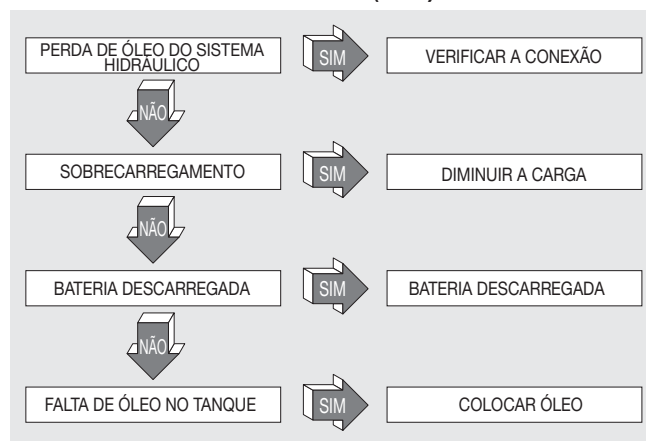 PERDA DE ÓLEO DO SISTEMA
HIDRÁULICO
SIM
VERIFICAR A CONEXÃO
NÃO
SOBRECARREGAMENTO
SIM
DIMINUIR A CARGA
NÃO
BATERIA DESCARREGADA
SIM
BATERIA DESCARREGADA
NÃO
FALTA DE ÓLEO NO TANQUE
SIM
COLOCAR ÓLEO